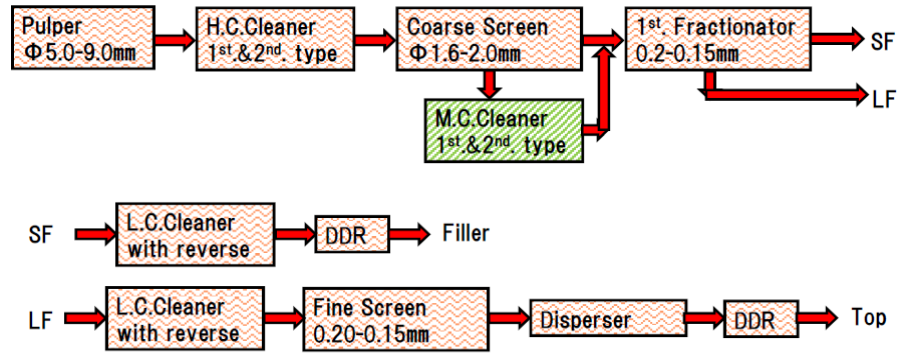 Pulper
Φ5.0-9.0mm
H.C.Cleaner
1st.&2nd. type
Coarse Screen
Φ1.6-2.0mm
1st. Fractionator
0.2-0.15mm
SF
LF
M.C.Cleaner
1st.&2nd. type
SF
L.C.Cleaner
with reverse
DDR
Filler
LF
L.C.Cleaner
with reverse
Fine Screen
0.20-0.15mm
Disperser
DDR
Top